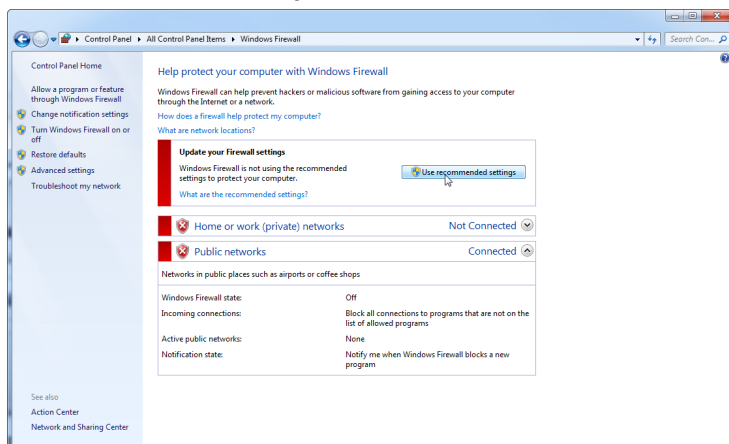 Control Panel
All Control Panel Items
Windows Firewall
Search Con...
Control Panel Home
Allow a program or feature
through Windows Firewall
Change notification settings
Turn Windows Firewall on or
off
Restore defaults
Advanced settings
Troubleshoot my network
See also
Action Center
Network and Sharing Center
Help protect your computer with Windows Firewall
Windows Firewall can help prevent hackers or malicious software from gaining access to your computer
through the Internet or a network.
How does a firewall help protect my computer?
What are network locations?
Update your Firewall settings
Windows Firewall is not using the recommended
settings to protect your computer.
What are the recommended settings?
Use recommended settings
Home or work (private) networks Not Connected
Public networks Connected
Networks in public places such as airports or coffee shops
Windows Firewall state: Off
Incoming connections: Block all connections to programs that are not on the
list of allowed programs
Active public networks: None
Notification state: Notify me when Windows Firewall blocks a new
program